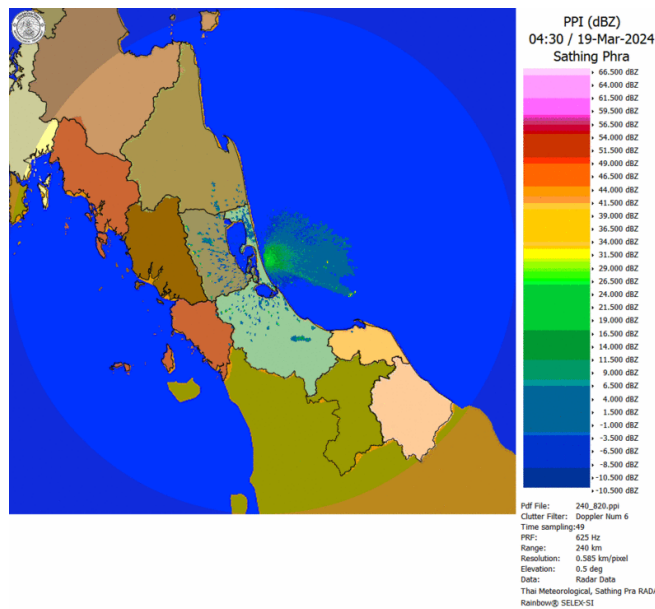 PPI (dBZ)
04:30 / 19-Mar-2024
Sathing Phra
66.500 dBZ
64.000 dBZ
61.500 dBZ
59.500 dBZ
56.500 dBZ
54.000 dBZ
51.500 dBZ
49.000 dBZ
46.500 dBZ
44.000 dBZ
41.500 dBZ
39.000 dBZ
36.500 dBZ
34.000 dBZ
31.500 dBZ
29.000 dBZ
26.500 dBZ
24.000 dBZ
21.500 dBZ
19.000 dBZ
16.500 dBZ
14.000 dBZ
11.500 dBZ
9.000 dBZ
6.500 dBZ
4.000 dBZ
1.500 dBZ
-1.000 dBZ
-3.500 dBZ
-6.500 dBZ
-8.500 dBZ
-10.500 dBZ
-10.500 dBZ
Pdf File: 240_820.ppi
Clutter Filter: Doppler Num 6
Time sampling:49
PRF: 625 Hz
Range: 240 km
Resolution: 0.585 km/pixel
Elevation: 0.5 deg
Data: Radar Data
Thai Meteorological, Sathing Pra RADA
Rainbow® SELEX-SI